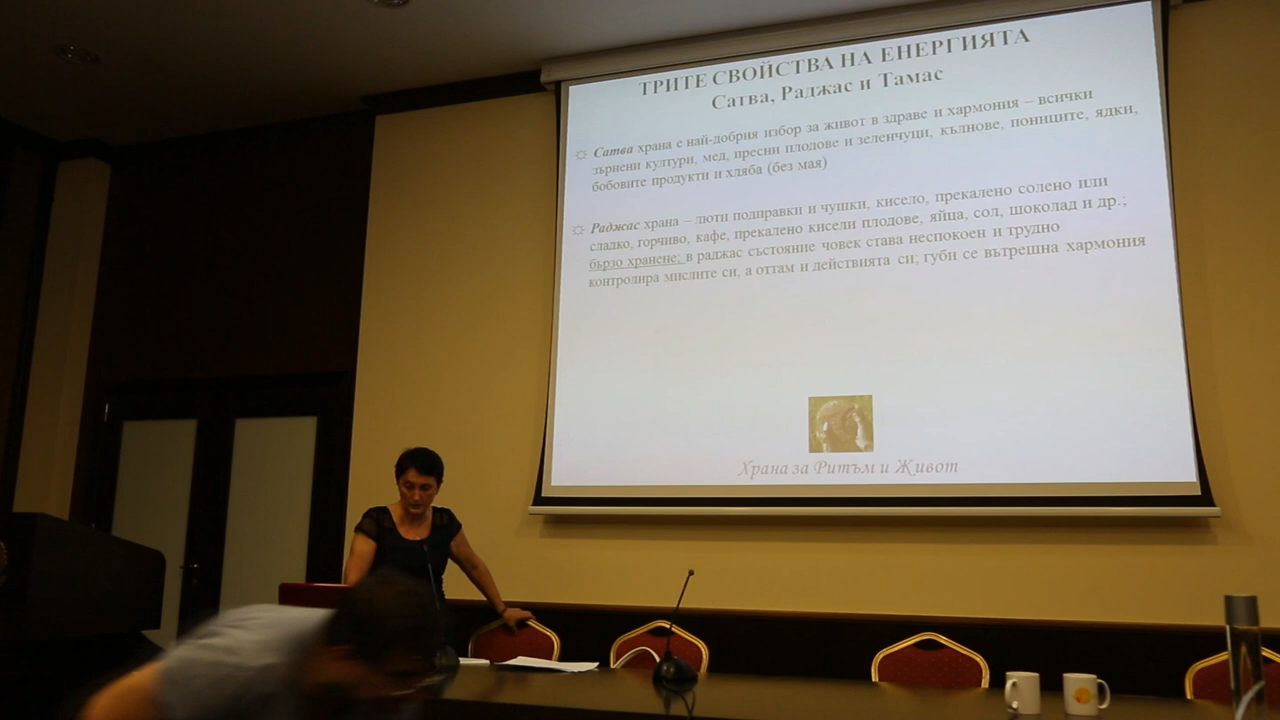 ТРИТЕ СВОЙСТВА НА ЕНЕРГИЯТА
Сатва, Раджас и Тамас
Сатва храна е най-добрия избор за живот в здраве и хармония – всички
зърнени култури, мед, пресни плодове и зеленчуци, кълнове, пониците, ядки,
бобовите продукти и хляба (без мая)
Раджас храна – люти подправки и чушки, кисело, прекалено солено или
сладко, горчиво, кафе, прекалено кисели плодове, яйца, сол, шоколад и др.;
бързо хранене; в раджас състояние човек става неспокоен и трудно
контролира мислите си, а оттам и действията си; губи се вътрешна хармония
Храна за Ритъм и Живот